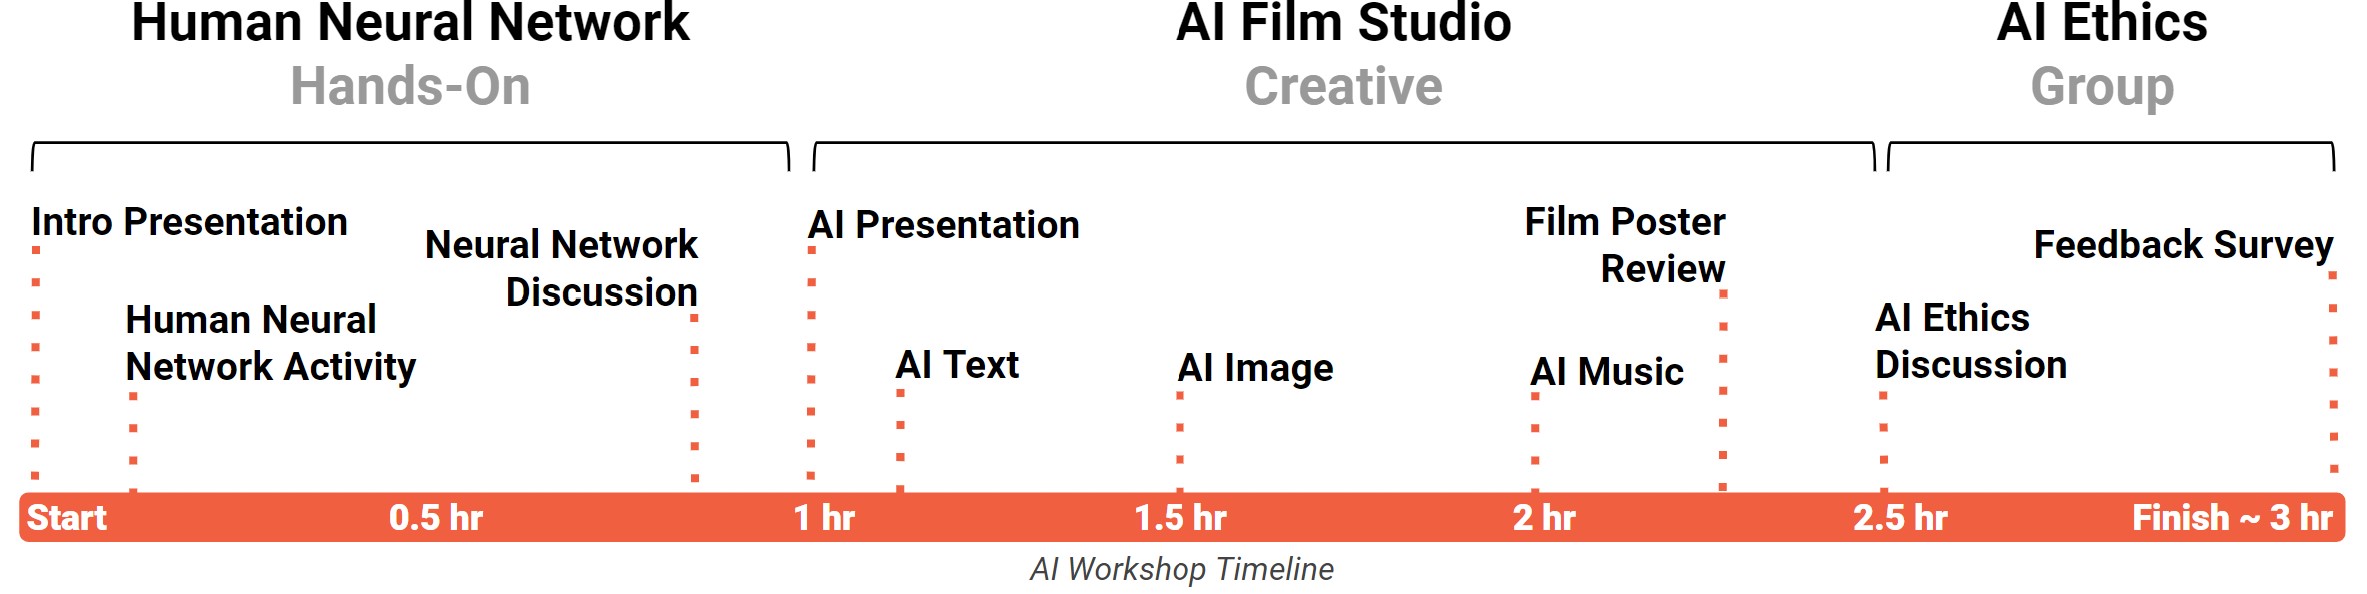 Human Neural Network
Hands-On
AI Film Studio
Creative
AI Ethics
Group
Intro Presentation
Human Neural
Network Activity
Neural Network
Discussion
AI Presentation
AI Text
AI Image
AI Music
Film Poster
Review
AI Ethics
Discussion
Feedback Survey
Start
0.5 hr
1 hr
1.5 hr
2 hr
2.5 hr
Finish ~ 3 hr
AI Workshop Timeline